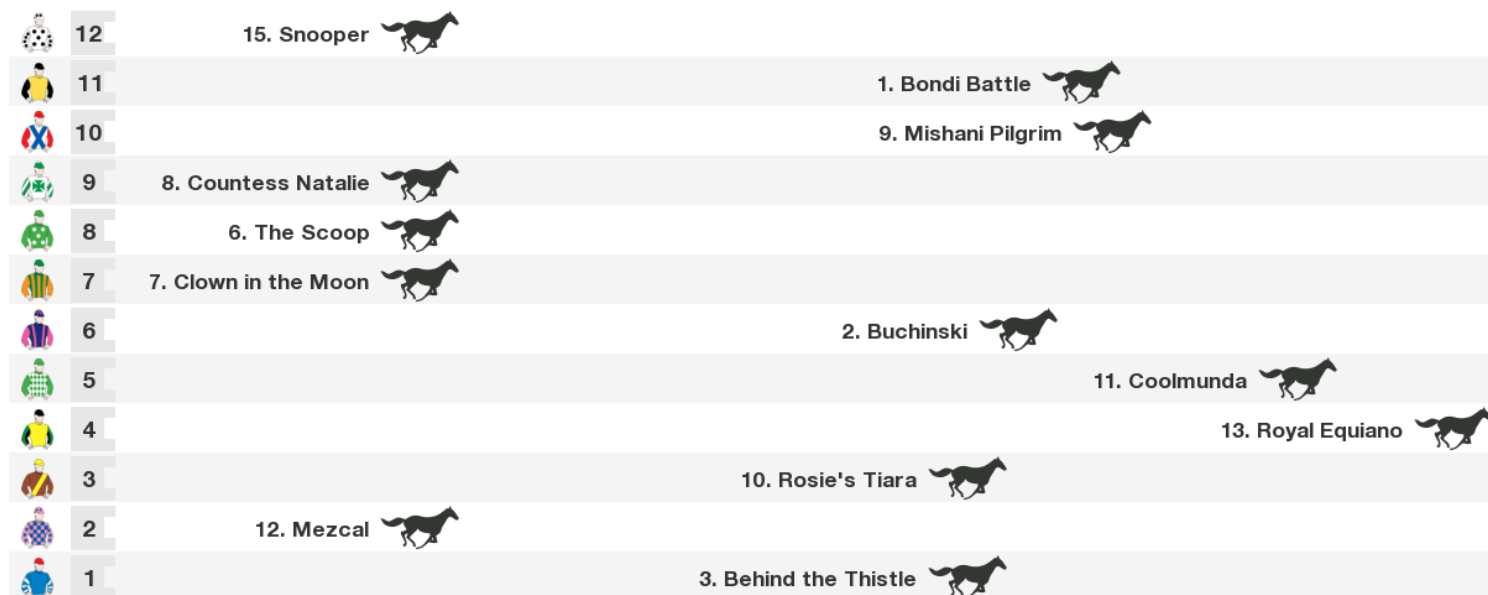 12 15. Snooper
11 1. Bondi Battle
10 9. Mishani Pilgrim
9 8. Countess Natalie
8 6. The Scoop
7 7. Clown in the Moon
6 2. Buchinski
5 11. Coolmunda
4 13. Royal Equiano
3 10. Rosie's Tiara
2 12. Mezcal
1 3. Behind the Thistle